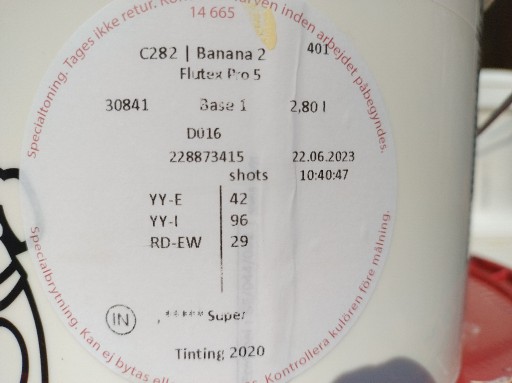 Specialtoning. Tages ikke retur. inden arbejdet påbegyndes.
14 665
401
C282 | Banana 2
Flutex Pro 5
30841 Base 1 2,80 l
D016
228873415 22.06.2023
shots 10:40:47
YY-E 42
YY-I 96
RD-EW 29
IN
***** Super
Tinting 2020
Specialbrytning. Kan ej bytas Kontrollera kulören före målning.